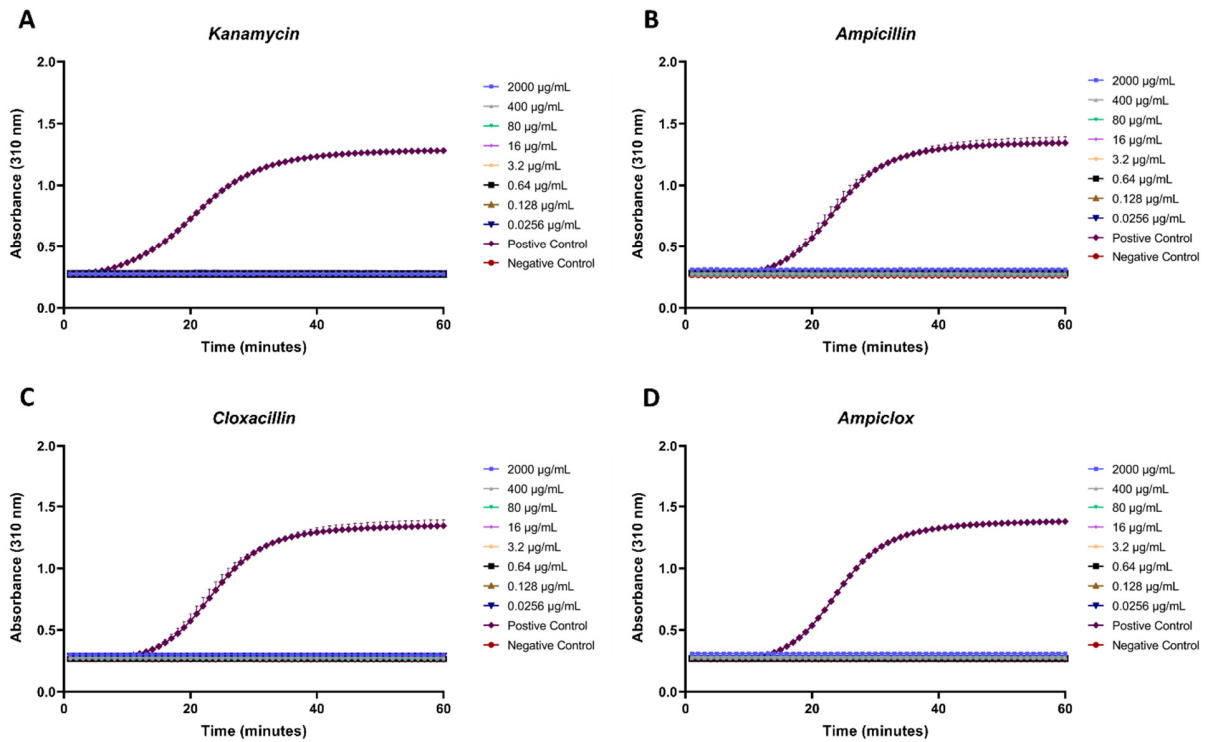 A
Kanamycin
2.0
1.5
1.0
0.5
0.0
Absorbance (310 nm)
0
20
40
60
Time (minutes)
2000 µg/mL
400 µg/mL
80 µg/mL
16 µg/mL
3.2 µg/mL
0.64 µg/mL
0.128 µg/mL
0.0256 µg/mL
Postive Control
Negative Control
B
Ampicillin
2.0
1.5
1.0
0.5
0.0
Absorbance (310 nm)
0
20
40
60
Time (minutes)
2000 µg/mL
400 µg/mL
80 µg/mL
16 µg/mL
3.2 µg/mL
0.64 µg/mL
0.128 µg/mL
0.0256 µg/mL
Postive Control
Negative Control
C
Cloxacillin
2.0
1.5
1.0
0.5
0.0
Absorbance (310 nm)
0
20
40
60
Time (minutes)
2000 µg/mL
400 µg/mL
80 µg/mL
16 µg/mL
3.2 µg/mL
0.64 µg/mL
0.128 µg/mL
0.0256 µg/mL
Postive Control
Negative Control
D
Ampiclox
2.0
1.5
1.0
0.5
0.0
Absorbance (310 nm)
0
20
40
60
Time (minutes)
2000 µg/mL
400 µg/mL
80 µg/mL
16 µg/mL
3.2 µg/mL
0.64 µg/mL
0.128 µg/mL
0.0256 µg/mL
Postive Control
Negative Control